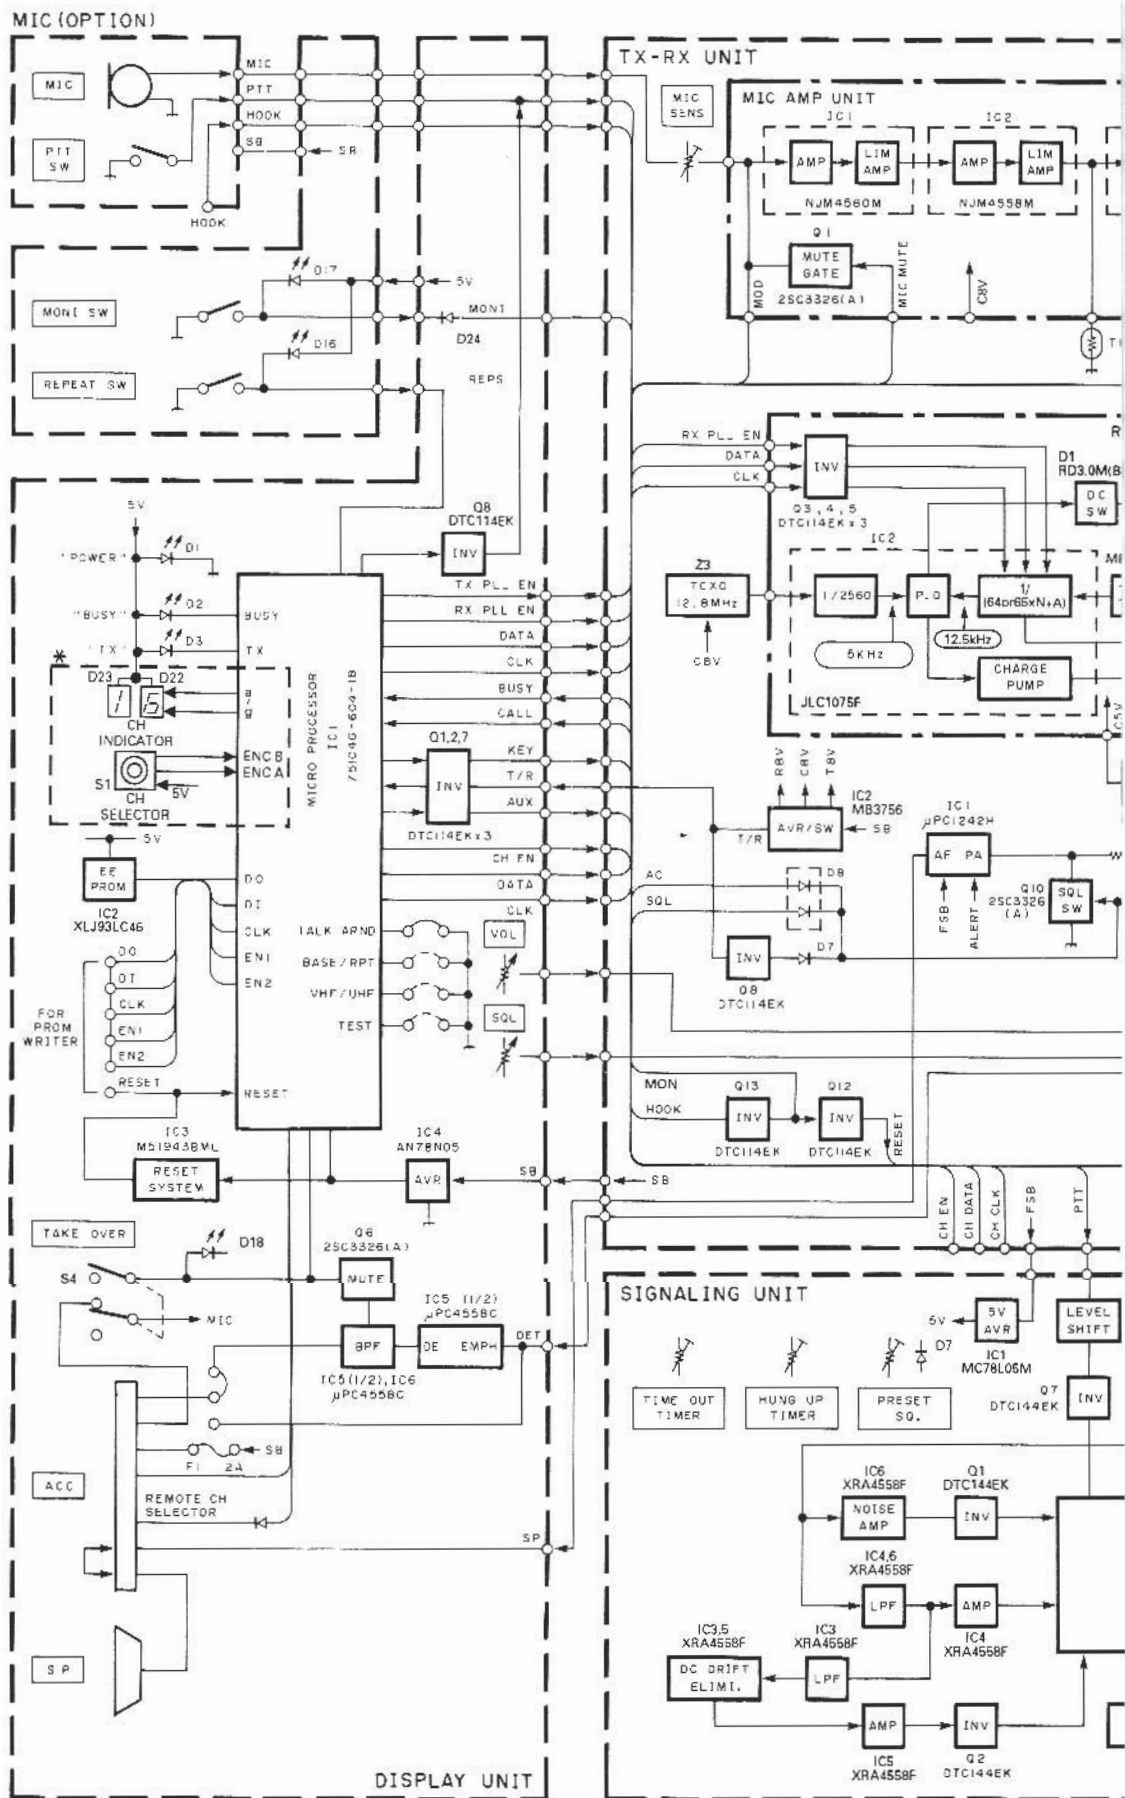 MIC(OPTION)
MIC
PTT
SW
MIC
PTT
HOOK
SB
SB
HOOK
MONI SW
REPEAT SW
D17
D16
5V
MONI
D24
REPS
TX-RX UNIT
MIC
SENS
MIC AMP UNIT
IC1
IC2
AMP
LIM
AMP
AMP
LIM
AMP
NJM4560M
NJM4558M
Q1
MUTE
GATE
2SC3326(A)
MOD
MIC MUTE
C8V
RX PLL EN
DATA
CLK
INV
Q3,4,5
DTC114EKx3
D1
DC
SW
IC2
Z3
TCXO
12.8MHz
C8V
1/2560
P.D
1/
(64or65xN+A)
5KHz
12.5kHz
CHARGE
PUMP
JLC1075F
C5V
5V
"POWER"
D1
"BUSY"
D2
"TX"
D3
*
D23
D22
CH
INDICATOR
S1
CH
SELECTOR
5V
BUSY
TX
a
g
ENC B
ENC A
MICRO PROCESSOR
IC1
75104G-604-1B
Q8
DTC114EK
INV
TX PLL EN
RX PLL EN
DATA
CLK
BUSY
CALL
KEY
T/R
AUX
Q1,2,7
INV
DTC114EKx3
CH EN
DATA
CLK
5V
EE
PROM
IC2
XLJ93LC46
DO
DI
CLK
EN1
EN2
TALK ARND
BASE/RPT
VHF/UHF
TEST
VOL
SQL
FOR
PROM
WRITER
DO
DI
CLK
EN1
EN2
RESET
RESET
R8V
C8V
T8V
IC2
MB3756
T/R
AVR/SW
SB
AC
SQL
D8
D7
INV
Q8
DTC114EK
IC1
μPC1242H
AF PA
FSB
ALERT
Q10
2SC3326
(A)
SQL
SW
MON
HOOK
Q13
INV
DTC114EK
Q12
INV
DTC114EK
RESET
IC3
M51943BML
RESET
SYSTEM
IC4
AN78N05
AVR
SB
SB
CH EN
CH DATA
CH CLK
FSB
PTT
TAKE OVER
D18
S4
MIC
Q6
2SC3326(A)
MUTE
IC5 (1/2)
μPC4558C
BPF
DE EMPH
DET
IC5(1/2),IC6
μPC4558C
SB
F1 2A
ACC
REMOTE CH
SELECTOR
SP
SP
DISPLAY UNIT
SIGNALING UNIT
5V
5V
AVR
IC1
MC78L05M
LEVEL
SHIFT
Q7
DTC144EK
INV
D7
TIME OUT
TIMER
HUNG UP
TIMER
PRESET
SQ.
IC6
XRA4558F
NOISE
AMP
Q1
DTC144EK
INV
IC4,6
XRA4558F
LPF
AMP
IC4
XRA4558F
IC3,5
XRA4558F
DC DRIFT
ELIMI.
IC3
XRA4558F
LPF
AMP
IC5
XRA4558F
INV
Q2
DTC144EK